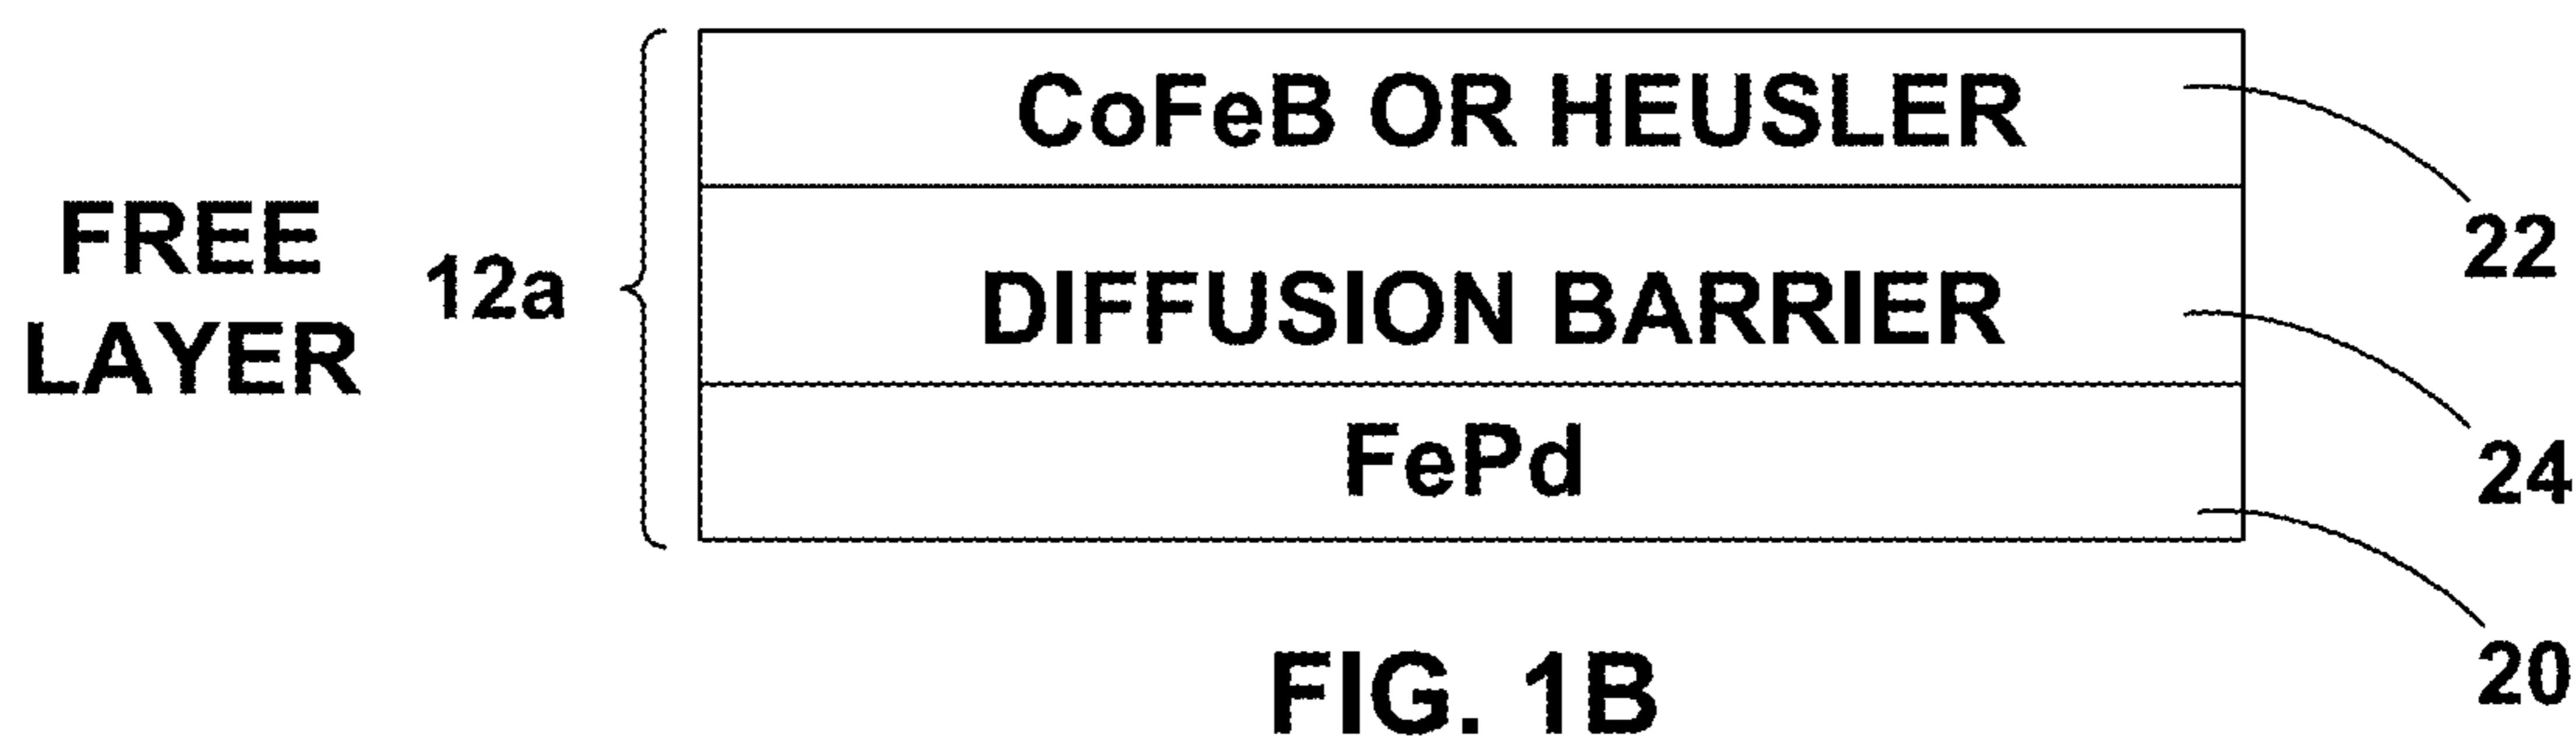 CoFeB OR HEUSLER
22
FREE
LAYER
12a
DIFFUSION BARRIER
24
FePd
20
FIG. 1B